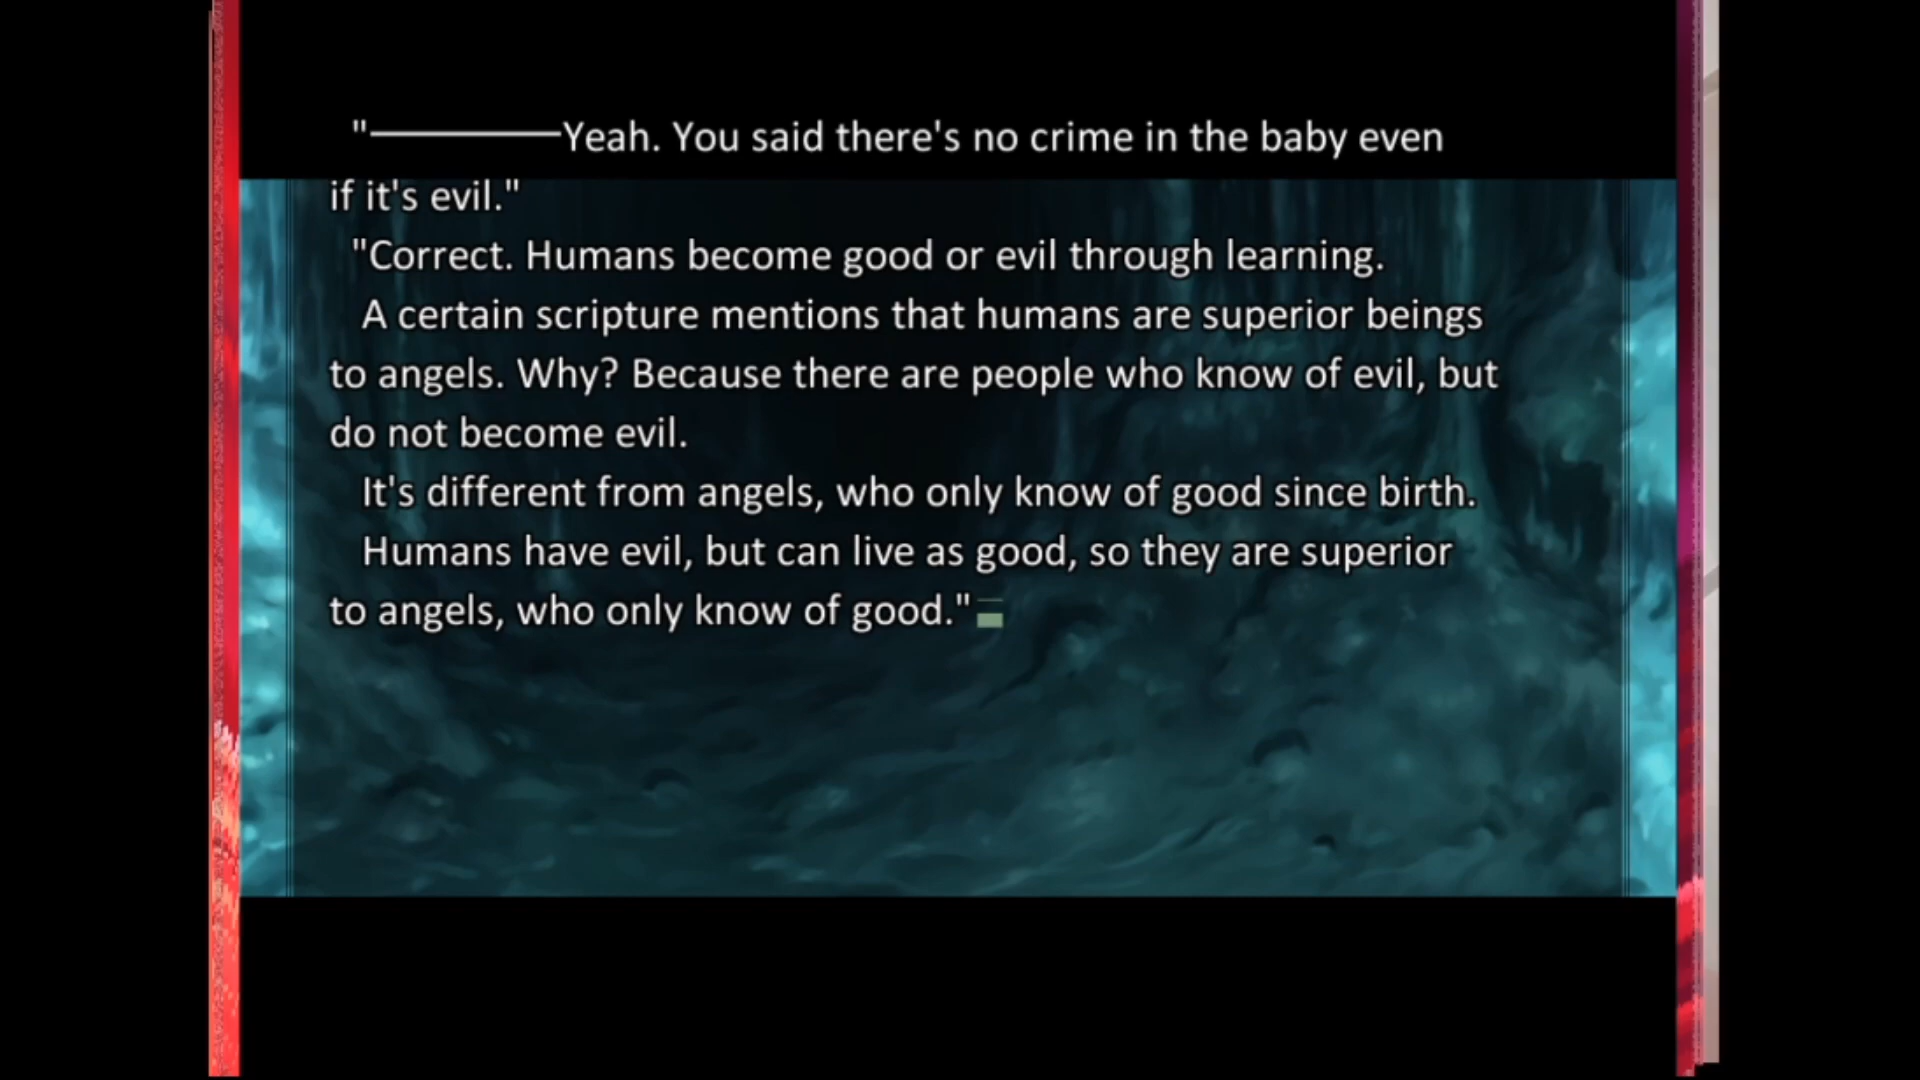 "————Yeah. You said there's no crime in the baby even
if it's evil."
"Correct. Humans become good or evil through learning.
A certain scripture mentions that humans are superior beings
to angels. Why? Because there are people who know of evil, but
do not become evil.
It's different from angels, who only know of good since birth.
Humans have evil, but can live as good, so they are superior
to angels, who only know of good."